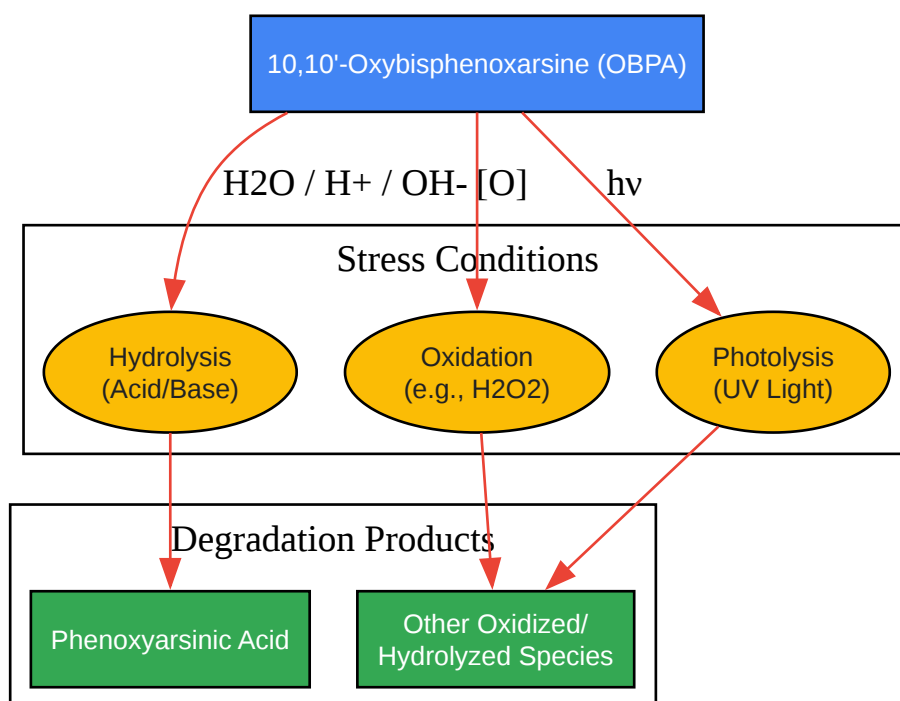 10,10'-Oxybisphenoxarsine (OBPA)
H2O / H+ / OH- [O] hν
Stress Conditions
Hydrolysis
(Acid/Base)
Oxidation
(e.g., H2O2)
Photolysis
(UV Light)
Degradation Products
Phenoxyarsinic Acid
Other Oxidized/
Hydrolyzed Species